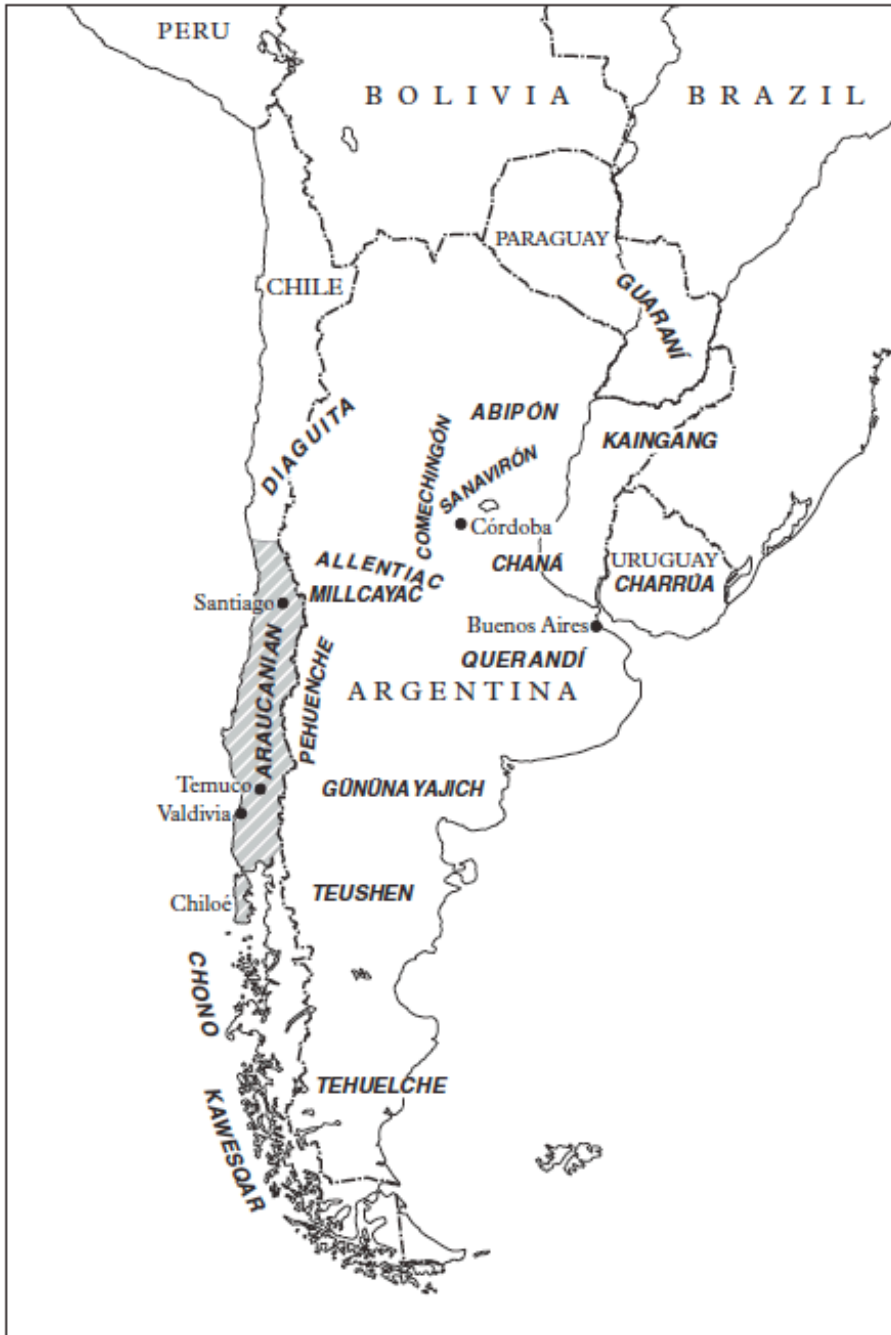 PERU
BOLIVIA
BRAZIL
PARAGUAY
CHILE
GUARANÍ
DIAGUITA
ABIPÓN
COMECHINGÓN
SANAVIRÓN
KAINGANG
Córdoba
ALLENTIAC
CHANÁ
URUGUAY
CHARRÚA
MILLCAYAC
Santiago
Buenos Aires
ARAUCANIAN
PEHUENCHE
QUERANDÍ
ARGENTINA
Temuco
GÜNÜNA YAJICH
Valdivia
TEUSHEN
Chiloé
CHONO
TEHUELCHE
KAWESQAR